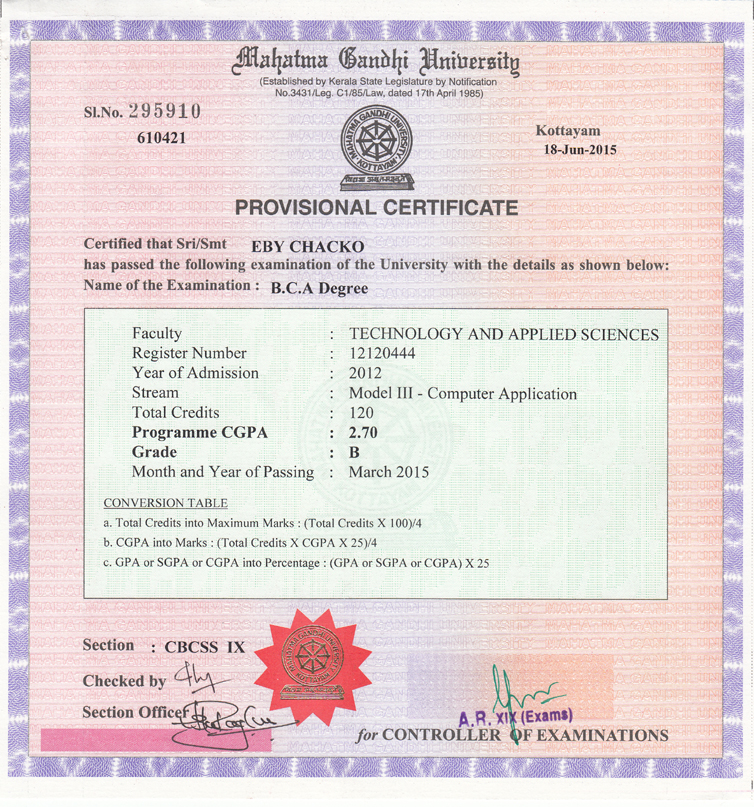 Mahatma Gandhi University
(Established by Kerala State Legislature by Notification
No.3431/Leg. C1/85/Law, dated 17th April 1985)
Sl.No. 295910
610421
Kottayam
18-Jun-2015
MAHATMA GANDHI UNIVERSITY
KOTTAYAM
PROVISIONAL CERTIFICATE
Certified that Sri/Smt EBY CHACKO
has passed the following examination of the University with the details as shown below:
Name of the Examination : B.C.A Degree
Faculty : TECHNOLOGY AND APPLIED SCIENCES
Register Number : 12120444
Year of Admission : 2012
Stream : Model III - Computer Application
Total Credits : 120
Programme CGPA : 2.70
Grade : B
Month and Year of Passing : March 2015
CONVERSION TABLE
a. Total Credits into Maximum Marks : (Total Credits X 100)/4
b. CGPA into Marks : (Total Credits X CGPA X 25)/4
c. GPA or SGPA or CGPA into Percentage : (GPA or SGPA or CGPA) X 25
Section : CBCSS IX
MAHATMA GANDHI UNIVERSITY
KOTTAYAM
Checked by
Section Officer
A.R. XIX (Exams)
for CONTROLLER OF EXAMINATIONS